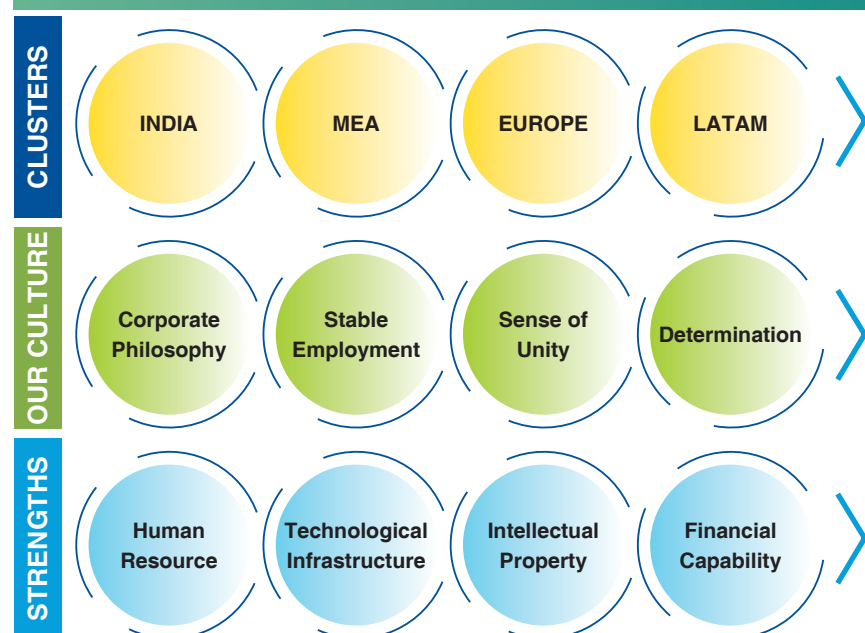 CLUSTERS
INDIA
MEA
EUROPE
LATAM
OUR CULTURE
Corporate
Philosophy
Stable
Employment
Sense of
Unity
Determination
STRENGTHS
Human
Resource
Technological
Infrastructure
Intellectual
Property
Financial
Capability